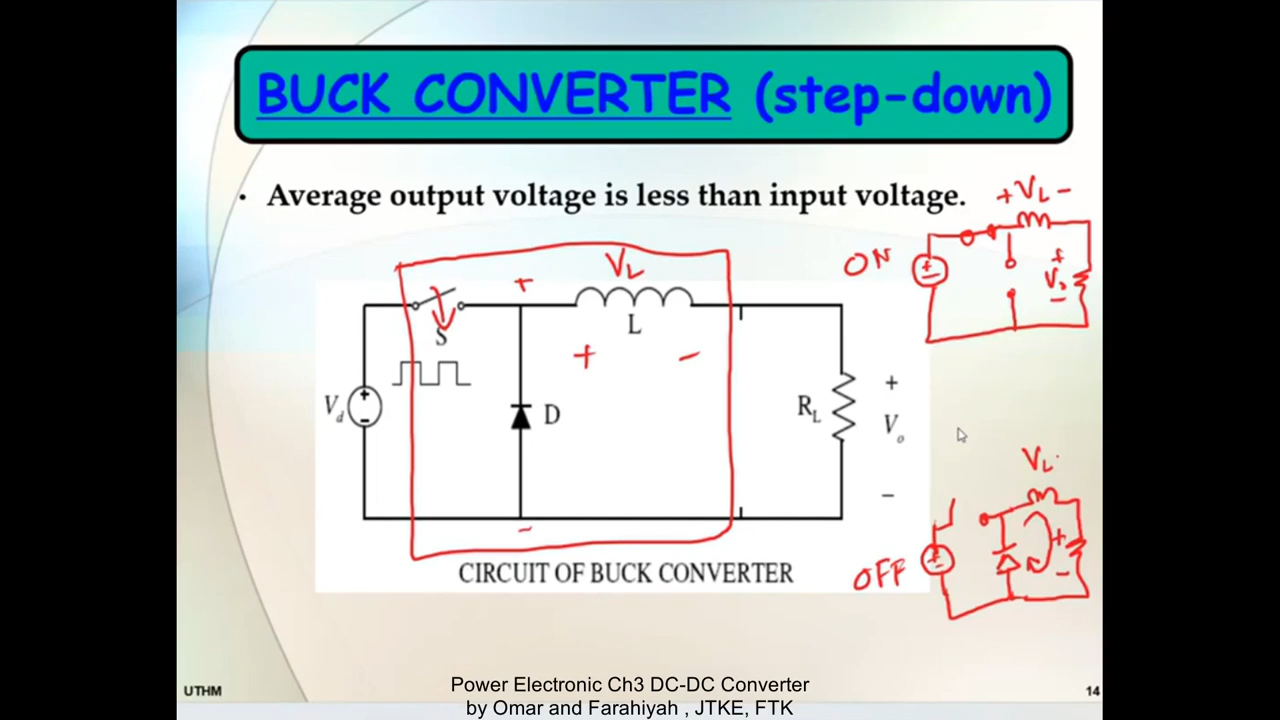 BUCK CONVERTER (step-down)
• Average output voltage is less than input voltage.
+ VL -
ON
+
Vo
-
VL
+
S
L
+ -
Vd
+
-
D
RL
+
Vo
-
-
VL
OFF
+
-
CIRCUIT OF BUCK CONVERTER
UTHM
Power Electronic Ch3 DC-DC Converter
by Omar and Farahiyah , JTKE, FTK
14